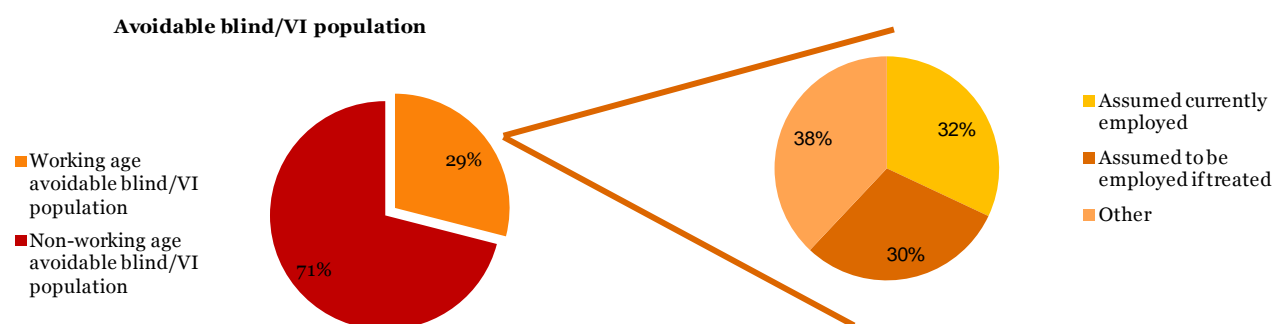 Avoidable blind/VI population
Working age
avoidable blind/VI
population
Non-working age
avoidable blind/VI
population
29%
71%
32%
30%
38%
Assumed currently
employed
Assumed to be
employed if treated
Other